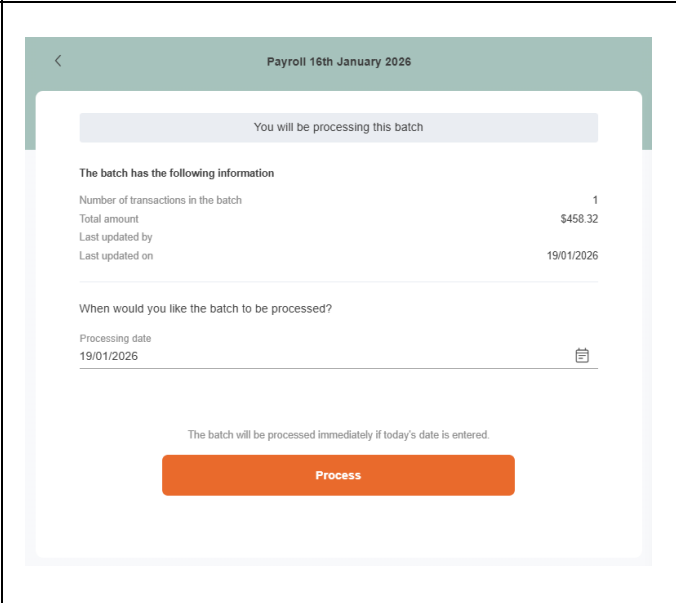 Payroll 16th January 2026
You will be processing this batch
The batch has the following information
Number of transactions in the batch 1
Total amount $458.32
Last updated by
Last updated on 19/01/2026
When would you like the batch to be processed?
Processing date
19/01/2026
The batch will be processed immediately if today's date is entered.
Process